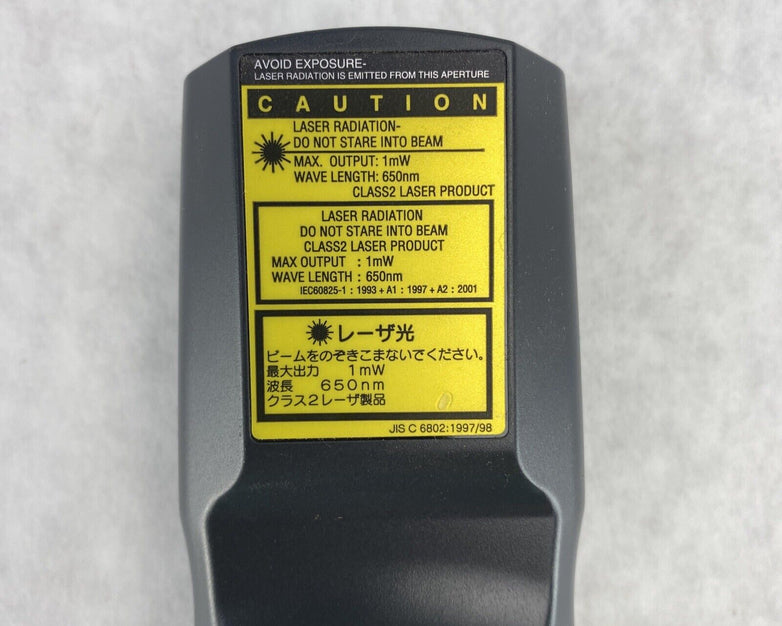 AVOID EXPOSURE-
LASER RADIATION IS EMITTED FROM THIS APERTURE
CAUTION
LASER RADIATION-
DO NOT STARE INTO BEAM
MAX. OUTPUT: 1mW
WAVE LENGTH: 650nm
CLASS2 LASER PRODUCT
LASER RADIATION
DO NOT STARE INTO BEAM
CLASS2 LASER PRODUCT
MAX OUTPUT : 1mW
WAVE LENGTH : 650nm
IEC60825-1 : 1993 + A1 : 1997 + A2 : 2001
レーザ光
ビームをのぞきこまないでください。
最大出力 1mW
波長 650nm
クラス2レーザ製品
JIS C 6802:1997/98